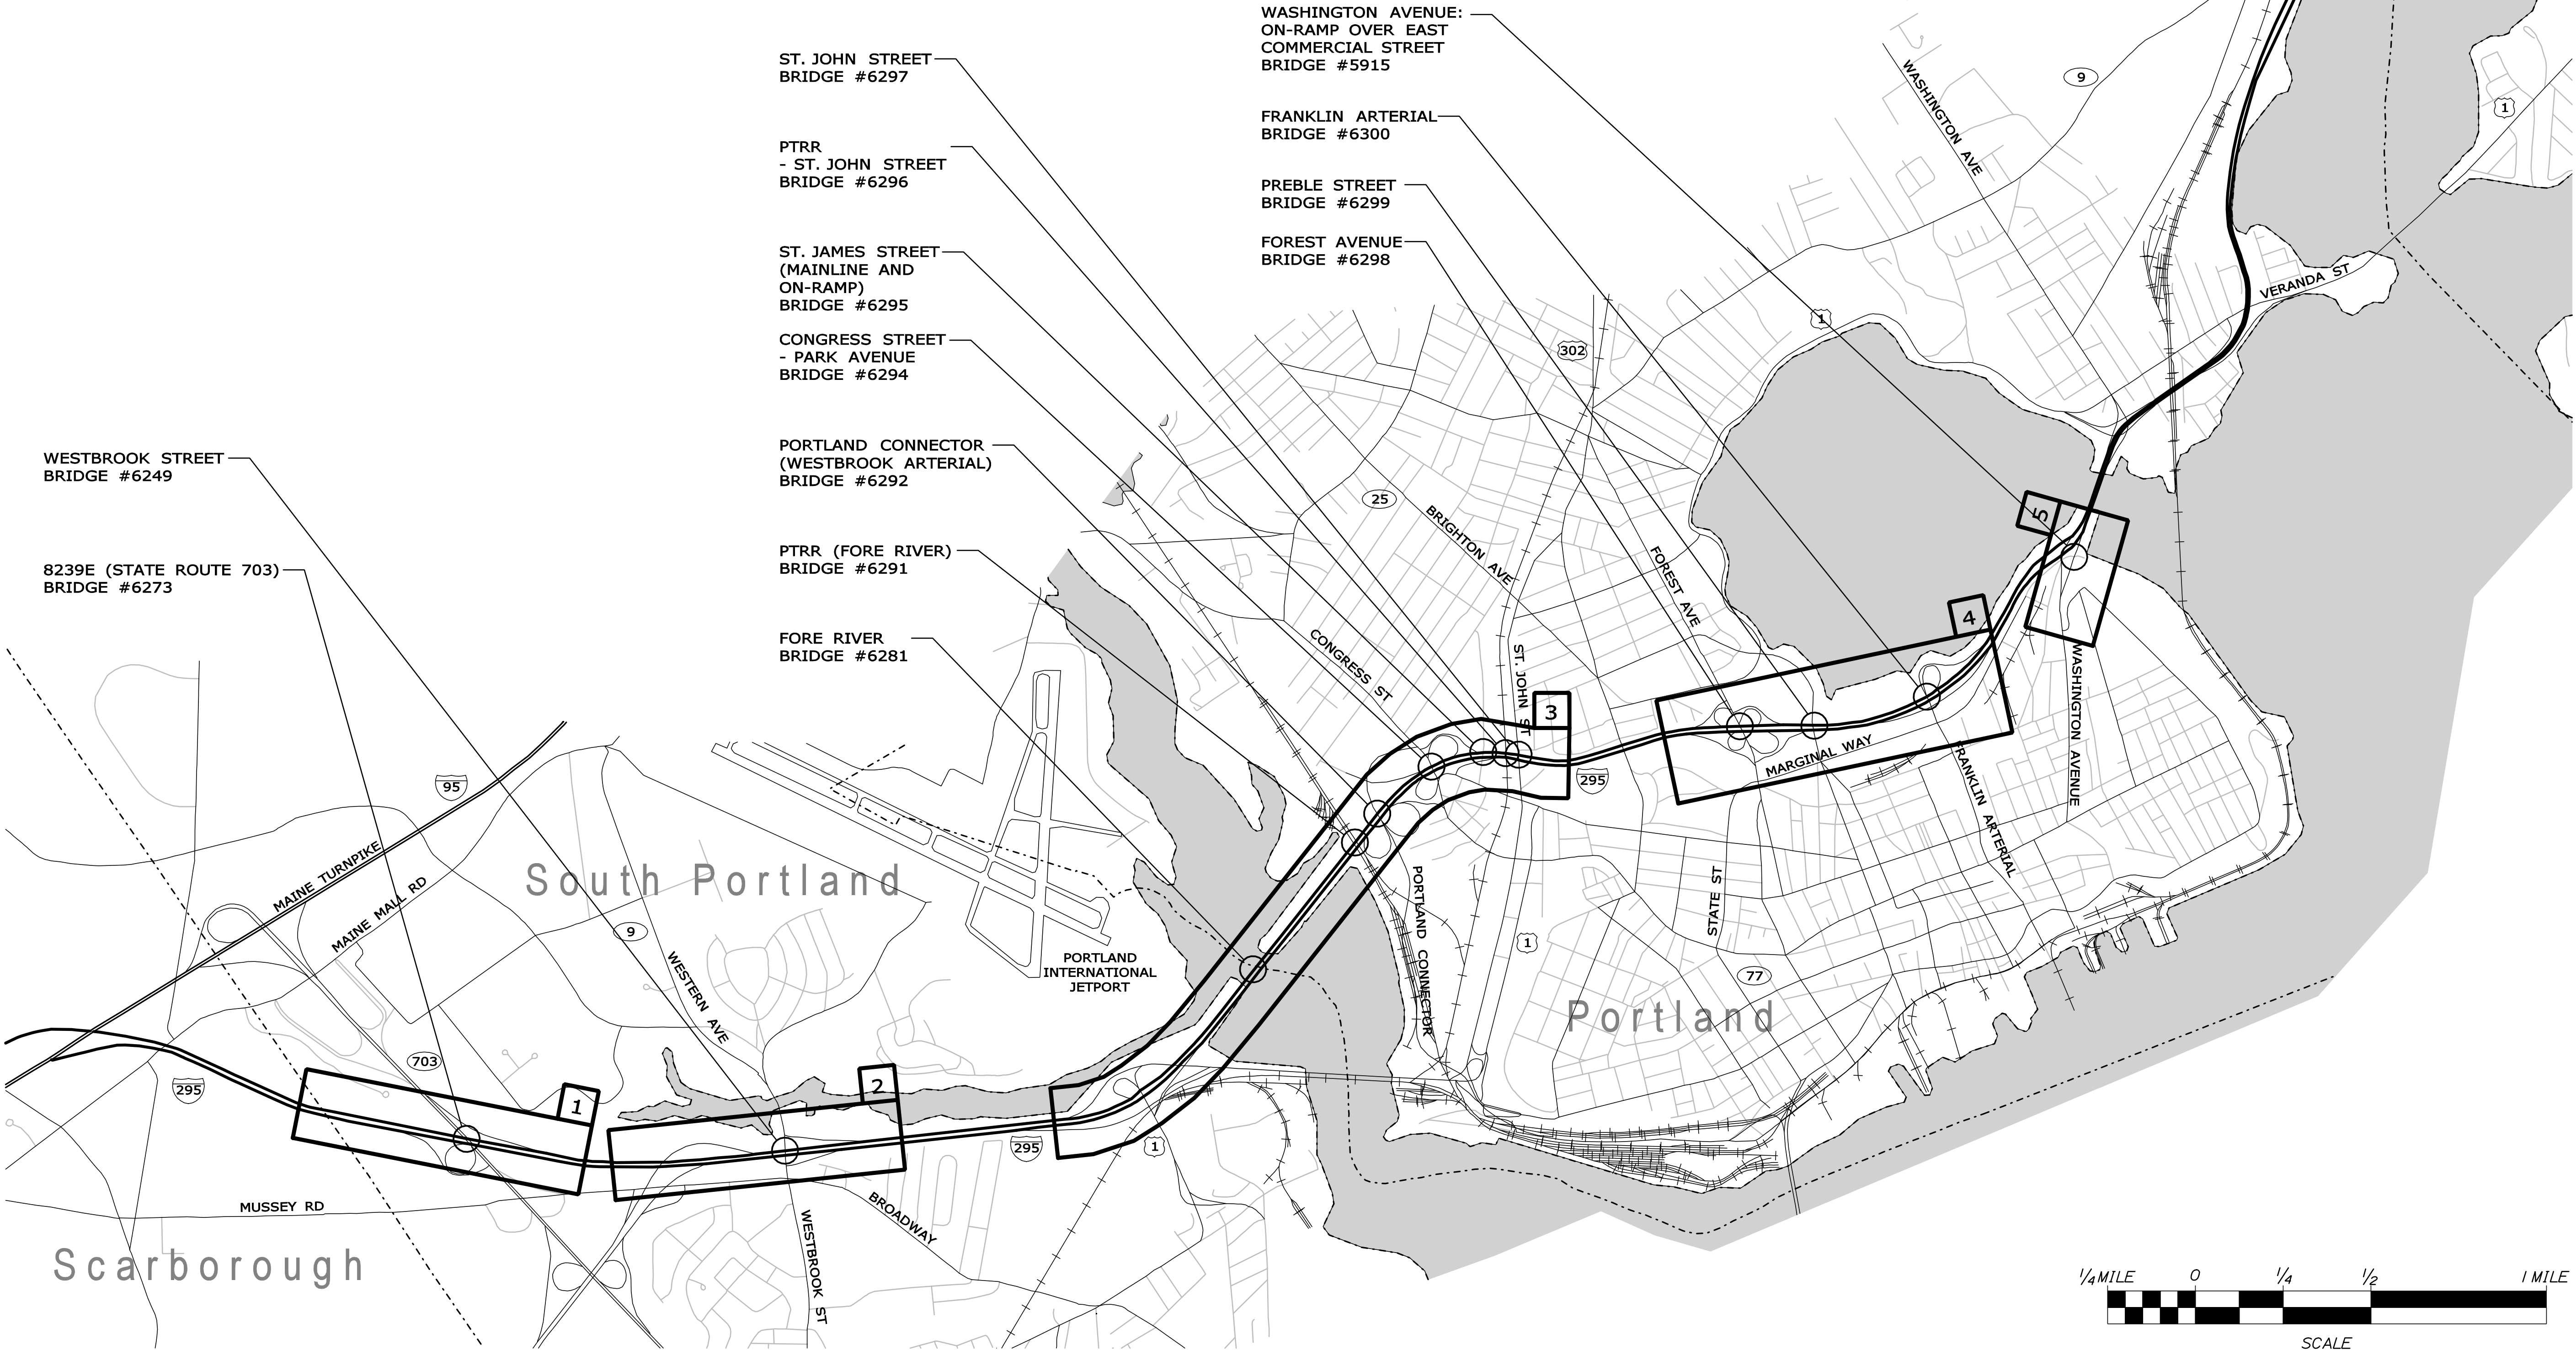 WASHINGTON AVENUE:
ON-RAMP OVER EAST
COMMERCIAL STREET
BRIDGE #5915
FRANKLIN ARTERIAL
BRIDGE #6300
PREBLE STREET
BRIDGE #6299
FOREST AVENUE
BRIDGE #6298
ST. JOHN STREET
BRIDGE #6297
PTRR
- ST. JOHN STREET
BRIDGE #6296
ST. JAMES STREET
(MAINLINE AND
ON-RAMP)
BRIDGE #6295
CONGRESS STREET
- PARK AVENUE
BRIDGE #6294
PORTLAND CONNECTOR
(WESTBROOK ARTERIAL)
BRIDGE #6292
PTRR (FORE RIVER)
BRIDGE #6291
FORE RIVER
BRIDGE #6281
WESTBROOK STREET
BRIDGE #6249
8239E (STATE ROUTE 703)
BRIDGE #6273
WASHINGTON AVE
9
1
VERANDA ST
1
302
25
BRIGHTON AVE
FOREST AVE
CONGRESS ST
ST. JOHN ST
5
4
3
295
MARGINAL WAY
WASHINGTON AVENUE
FRANKLIN ARTERIAL
STATE ST
PORTLAND CONNECTOR
1
77
Portland
95
MAINE TURNPIKE
MAINE MALL RD
South Portland
9
WESTERN AVE
PORTLAND
INTERNATIONAL
JETPORT
703
295
1
2
295
1
MUSSEY RD
BROADWAY
WESTBROOK ST
Scarborough
1/4 MILE 0 1/4 1/2 1 MILE
SCALE